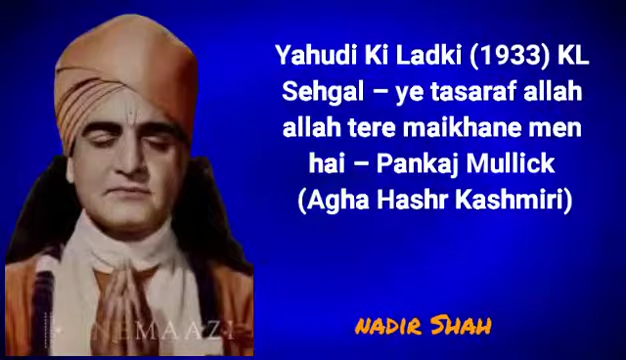 Yahudi Ki Ladki (1933) KL
Sehgal – ye tasaraf allah
allah tere maikhane men
hai – Pankaj Mullick
(Agha Hashr Kashmiri)
NEMAAZI
NADIR SHAH